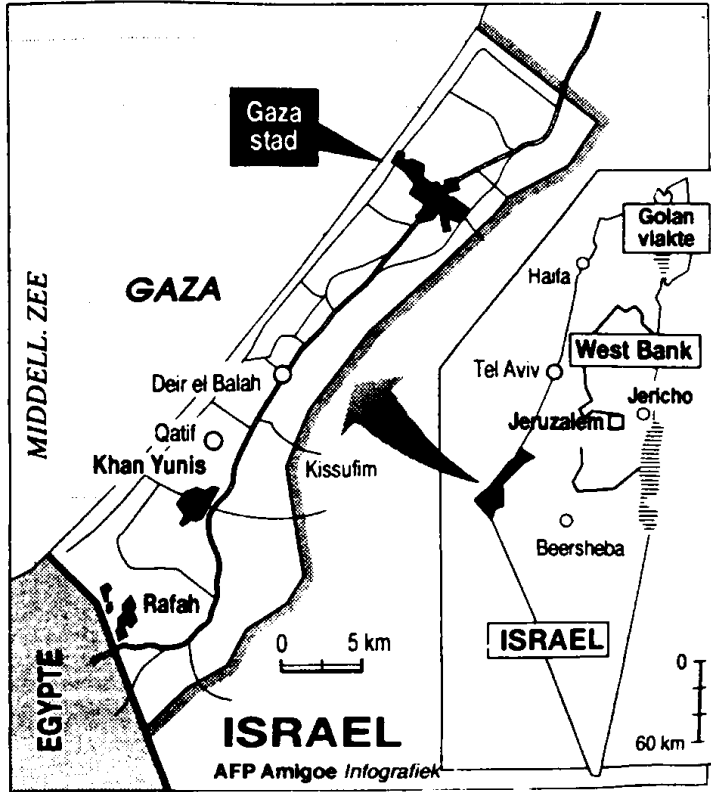 Gaza
stad
GAZA
MIDDELL. ZEE
Deir el Balah
Qatif
Khan Yunis
Kissufim
Rafah
EGYPTE
0 5 km
ISRAEL
AFP Amigoe Infografiek
Golan
vlakte
Haifa
West Bank
Tel Aviv
Jericho
Jeruzalem
Beersheba
ISRAEL
0
60 km